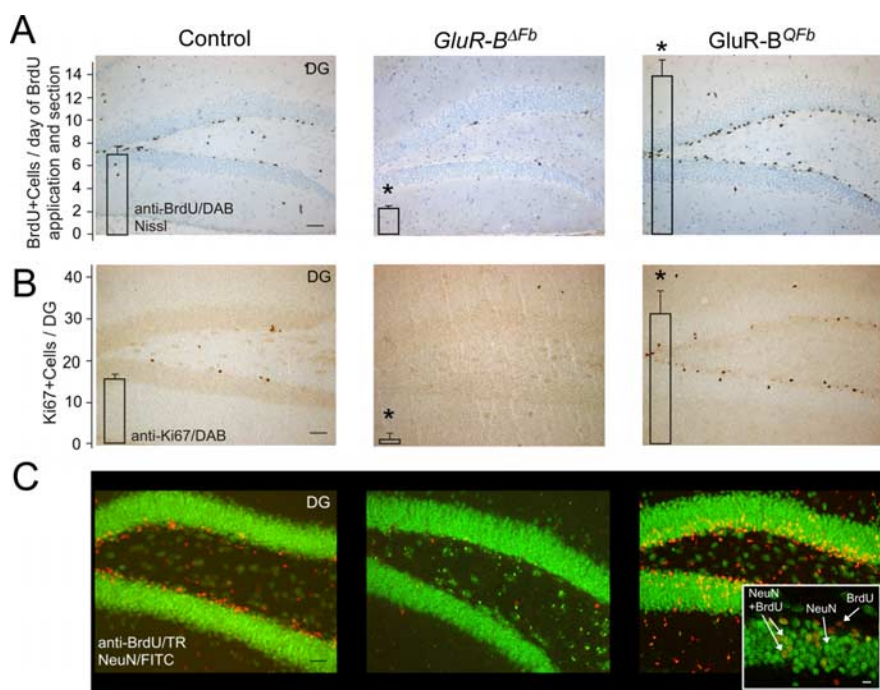 A
Control
GluR-B^ΔFb
GluR-B^QFb
BrdU+Cells / day of BrdU
application and section
14
12
10
8
6
4
2
0
DG
anti-BrdU/DAB
Nissl
*
*
B
Ki67+Cells / DG
40
30
20
10
0
DG
anti-Ki67/DAB
*
*
C
DG
anti-BrdU/TR
NeuN/FITC
NeuN
+BrdU
NeuN
BrdU